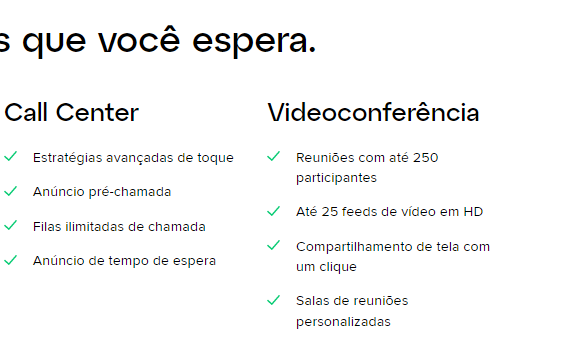 s que você espera.
Call Center
Estratégias avançadas de toque
Anúncio pré-chamada
Filas ilimitadas de chamada
Anúncio de tempo de espera
Videoconferência
Reuniões com até 250
participantes
Até 25 feeds de vídeo em HD
Compartilhamento de tela com
um clique
Salas de reuniões
personalizadas